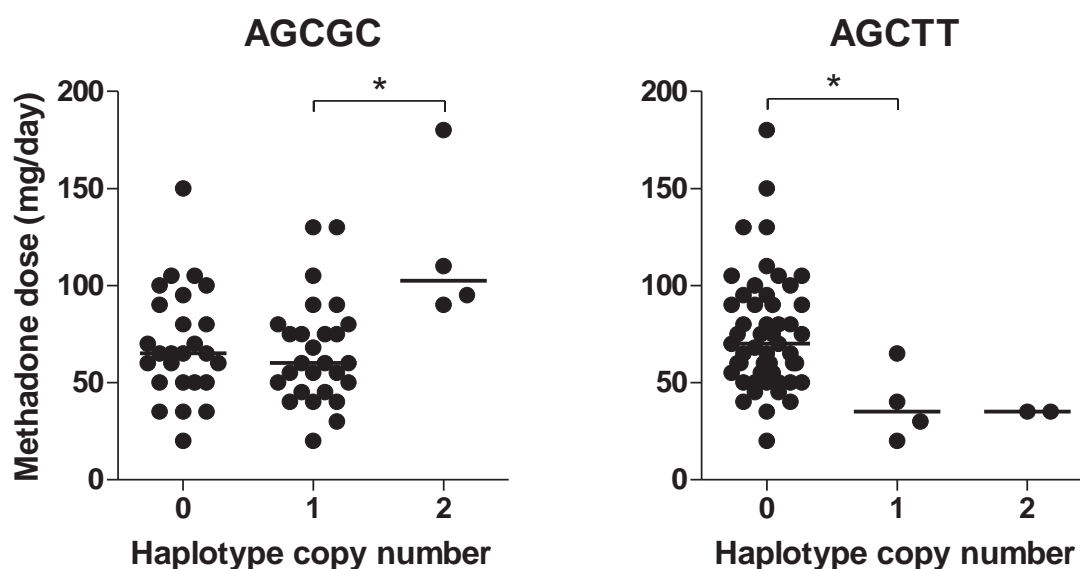 AGCGC
Methadone dose (mg/day)
200
150
100
50
0
*
0 1 2
Haplotype copy number
AGCTT
200
150
100
50
0
*
0 1 2
Haplotype copy number